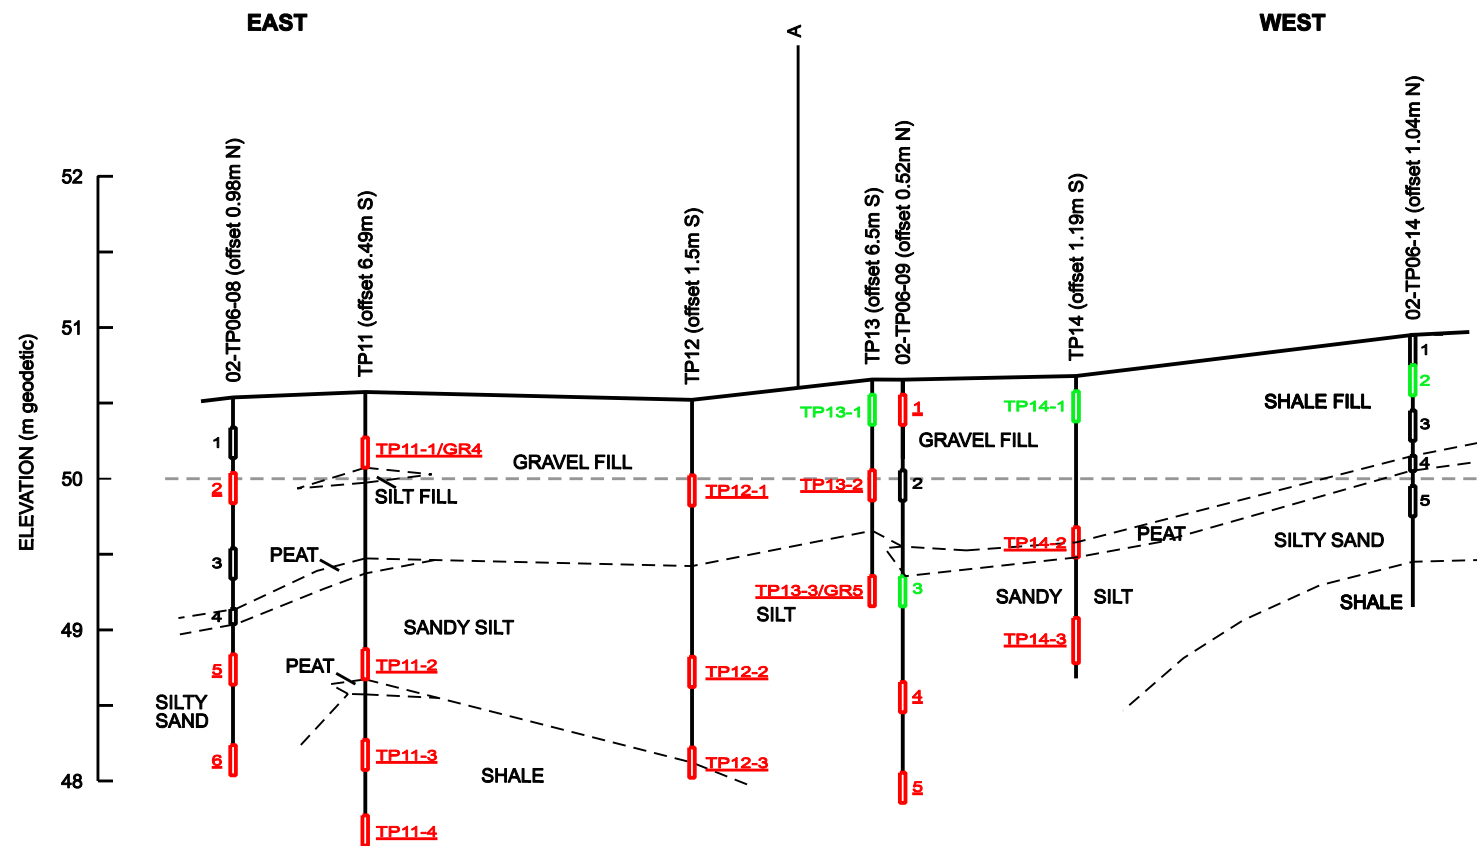 EAST
WEST
A
02-TP06-08 (offset 0.98m N)
TP11 (offset 6.49m S)
TP12 (offset 1.5m S)
TP13 (offset 6.5m S)
02-TP06-09 (offset 0.52m N)
TP14 (offset 1.19m S)
02-TP06-14 (offset 1.04m N)
ELEVATION (m geodetic)
52
51
50
49
48
1
2
3
4
5
6
TP11-1/GR4
TP11-2
TP11-3
TP11-4
TP12-1
TP12-2
TP12-3
TP13-1
TP13-2
TP13-3/GR5
1
2
3
4
5
TP14-1
TP14-2
TP14-3
1
2
3
4
5
GRAVEL FILL
SILT FILL
PEAT
SANDY SILT
PEAT
SILTY
SAND
SHALE
GRAVEL FILL
SILT
SANDY SILT
PEAT
SHALE FILL
SILTY SAND
SHALE